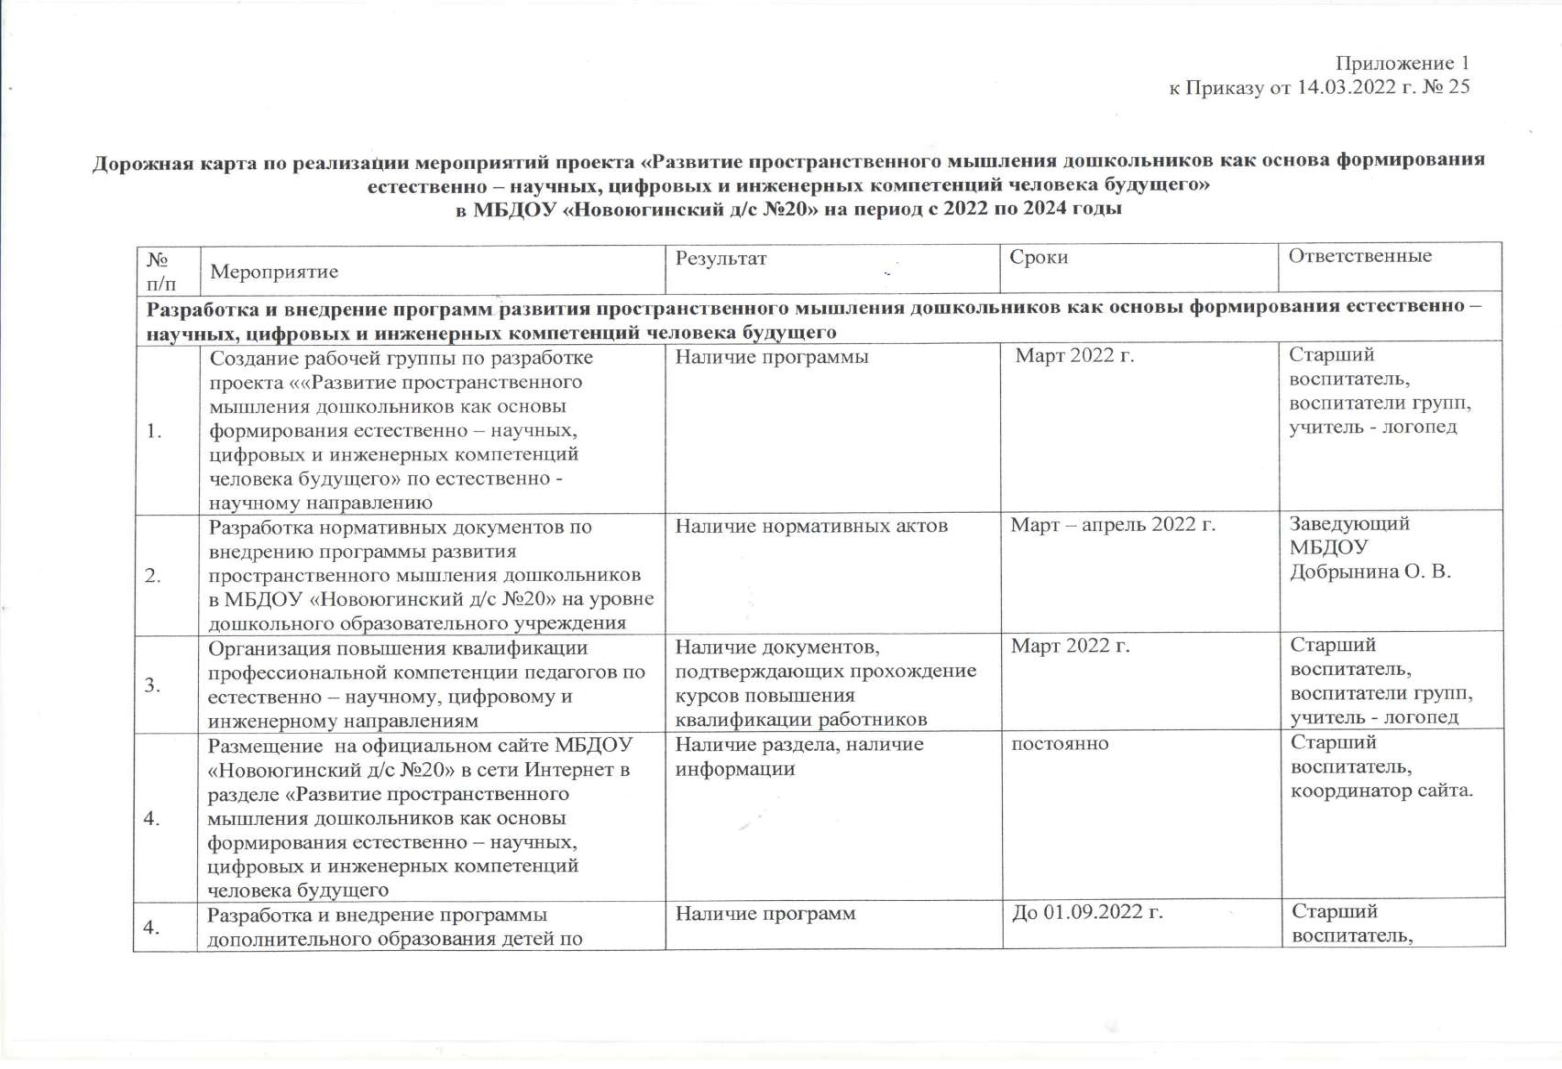 Приложение 1
к Приказу от 14.03.2022 г. № 25
Дорожная карта по реализации мероприятий проекта «Развитие пространственного мышления дошкольников как основа формирования
естественно – научных, цифровых и инженерных компетенций человека будущего»
в МБДОУ «Новоюгинский д/с №20» на период с 2022 по 2024 годы
№
п/п
Мероприятие
Результат
Сроки
Ответственные
Разработка и внедрение программ развития пространственного мышления дошкольников как основы формирования естественно –
научных, цифровых и инженерных компетенций человека будущего
1.
Создание рабочей группы по разработке
проекта ««Развитие пространственного
мышления дошкольников как основы
формирования естественно – научных,
цифровых и инженерных компетенций
человека будущего» по естественно -
научному направлению
Наличие программы
Март 2022 г.
Старший
воспитатель,
воспитатели групп,
учитель - логопед
2.
Разработка нормативных документов по
внедрению программы развития
пространственного мышления дошкольников
в МБДОУ «Новоюгинский д/с №20» на уровне
дошкольного образовательного учреждения
Наличие нормативных актов
Март – апрель 2022 г.
Заведующий
МБДОУ
Добрынина О. В.
3.
Организация повышения квалификации
профессиональной компетенции педагогов по
естественно – научному, цифровому и
инженерному направлениям
Наличие документов,
подтверждающих прохождение
курсов повышения
квалификации работников
Март 2022 г.
Старший
воспитатель,
воспитатели групп,
учитель - логопед
4.
Размещение на официальном сайте МБДОУ
«Новоюгинский д/с №20» в сети Интернет в
разделе «Развитие пространственного
мышления дошкольников как основы
формирования естественно – научных,
цифровых и инженерных компетенций
человека будущего
Наличие раздела, наличие
информации
постоянно
Старший
воспитатель,
координатор сайта.
4.
Разработка и внедрение программы
дополнительного образования детей по
Наличие программ
До 01.09.2022 г.
Старший
воспитатель,